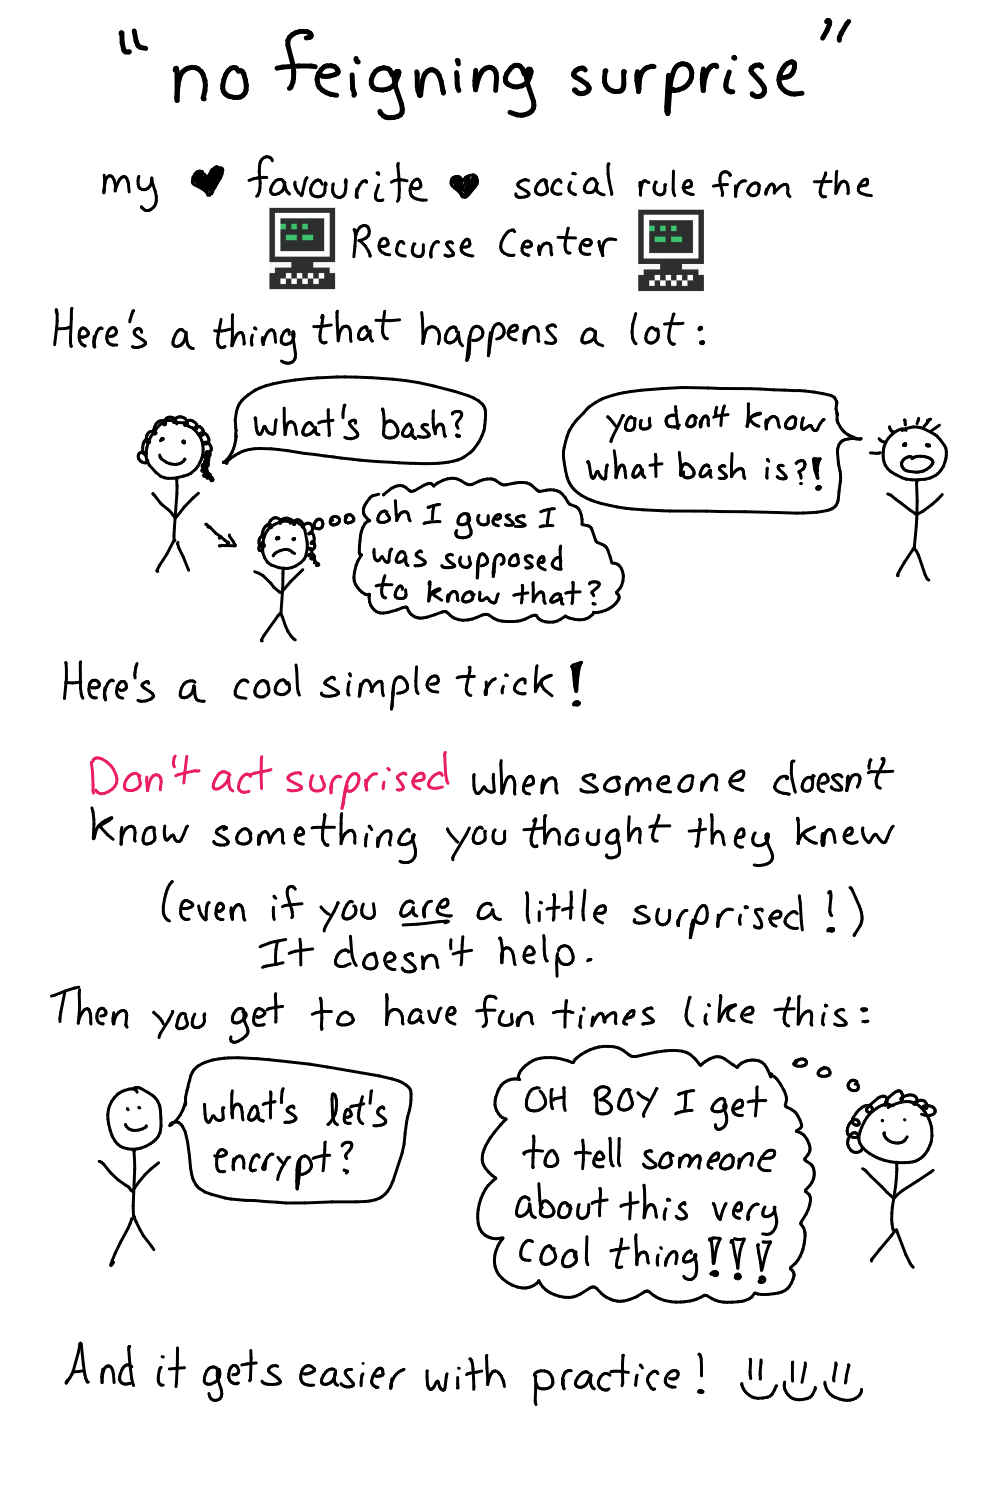 "no feigning surprise"
my ♥ favourite ♥ social rule from the
Recurse Center
Here's a thing that happens a lot:
what's bash?
you don't know
what bash is?!
oh I guess I
was supposed
to know that?
Here's a cool simple trick!
Don't act surprised when someone doesn't
know something you thought they knew
(even if you are a little surprised!)
It doesn't help.
Then you get to have fun times like this:
what's let's
encrypt?
OH BOY I get
to tell someone
about this very
cool thing!!!
And it gets easier with practice!